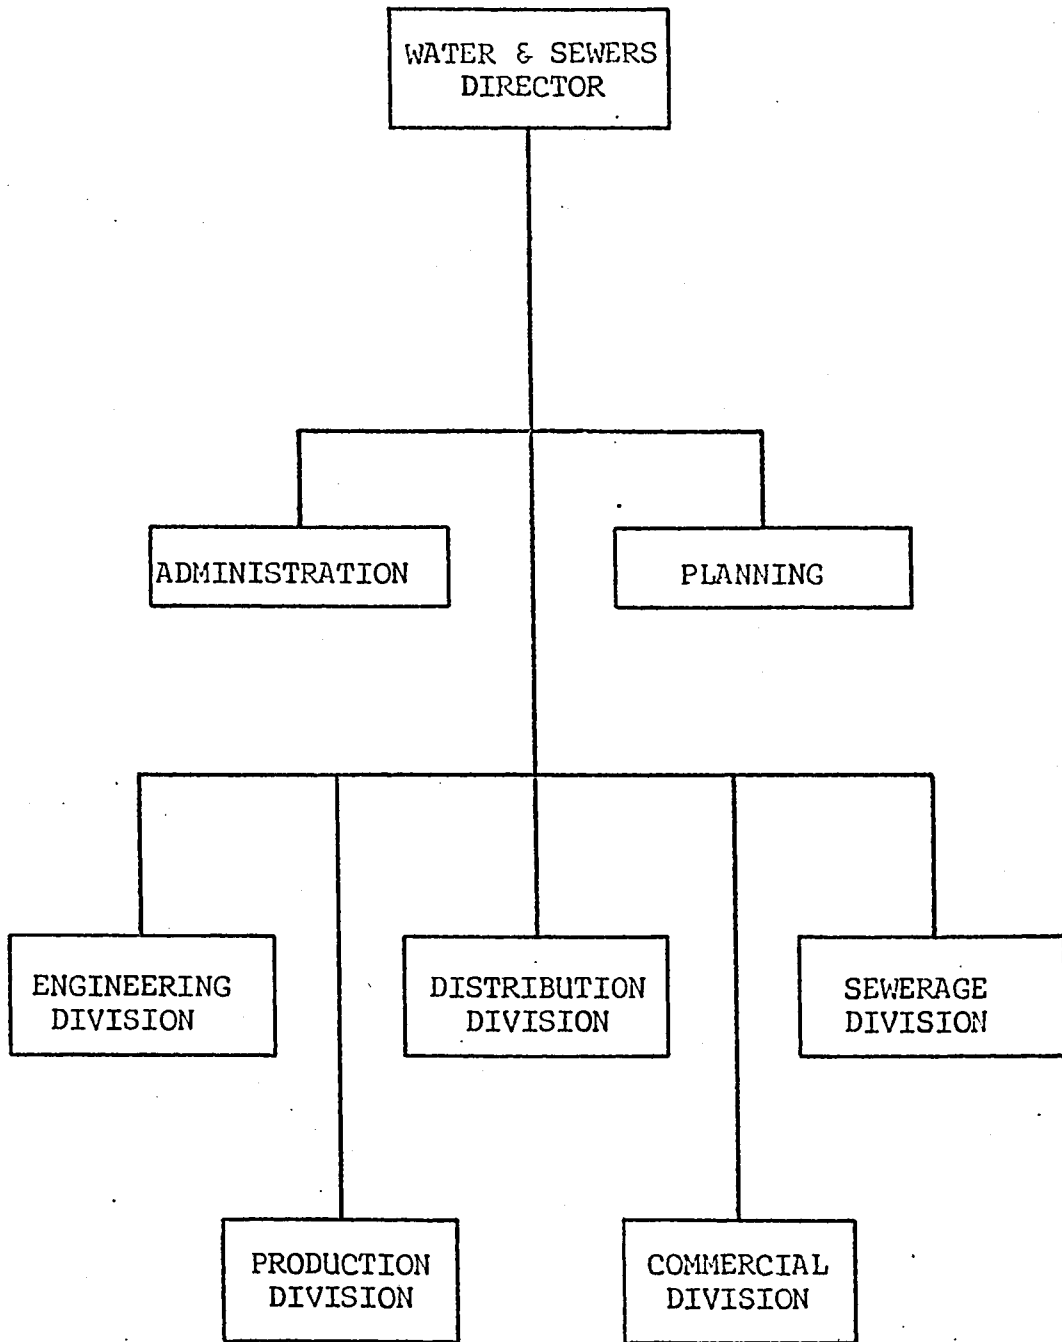 WATER & SEWERS
DIRECTOR
ADMINISTRATION
PLANNING
ENGINEERING
DIVISION
DISTRIBUTION
DIVISION
SEWERAGE
DIVISION
PRODUCTION
DIVISION
COMMERCIAL
DIVISION